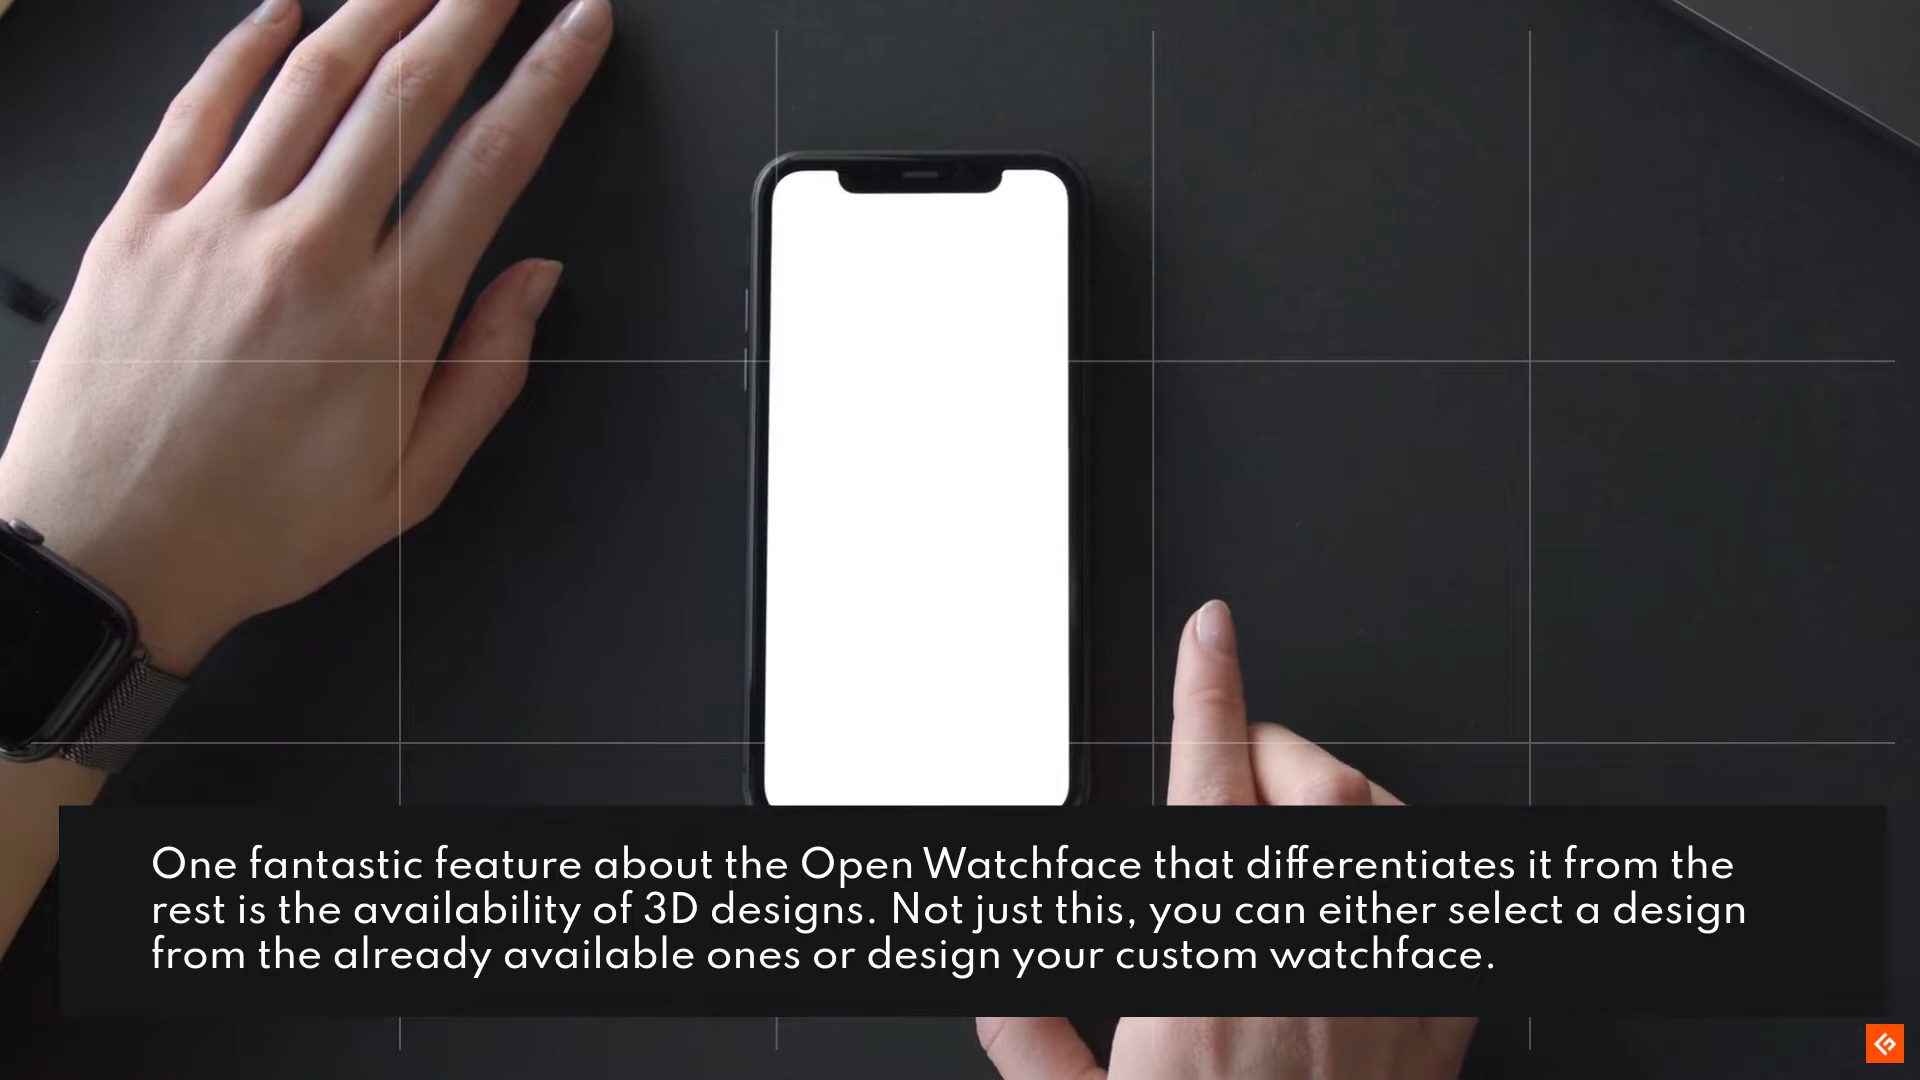 One fantastic feature about the Open Watchface that differentiates it from the
rest is the availability of 3D designs. Not just this, you can either select a design
from the already available ones or design your custom watchface.